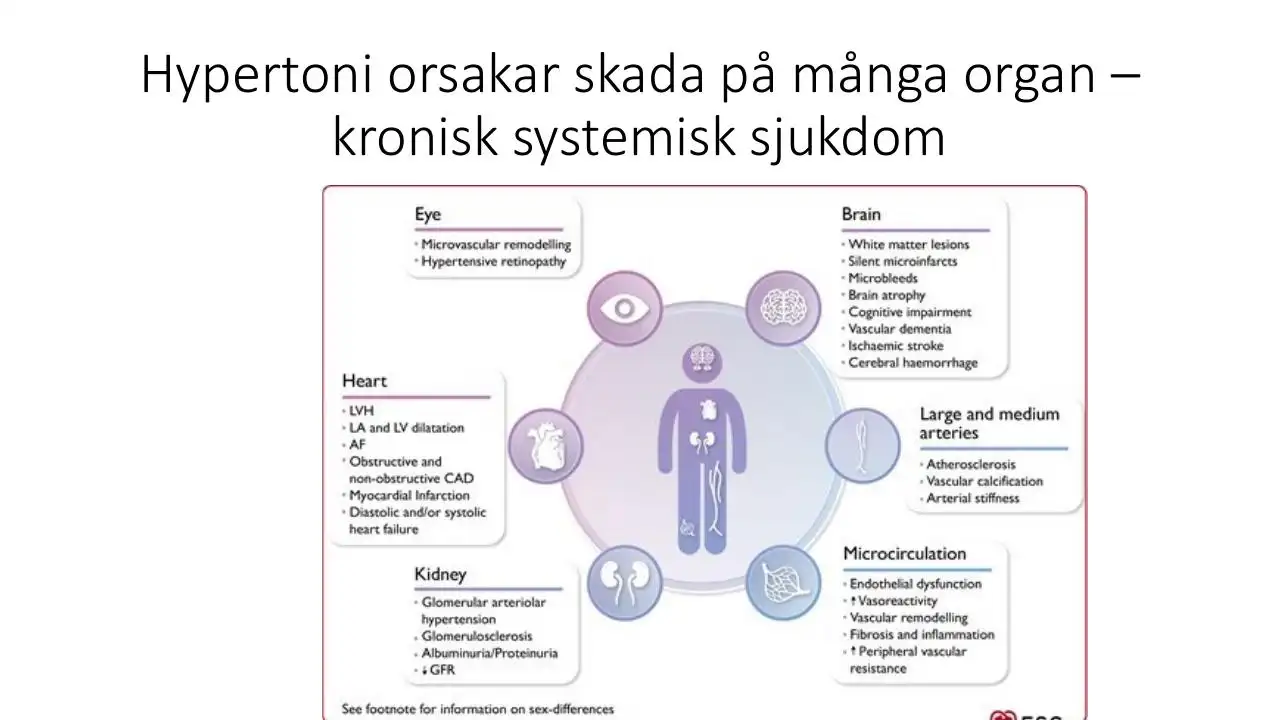 Hypertoni orsakar skada på många organ –
kronisk systemisk sjukdom
Eye
• Microvascular remodelling
• Hypertensive retinopathy
Brain
• White matter lesions
• Silent microinfarcts
• Microbleeds
• Brain atrophy
• Cognitive impairment
• Vascular dementia
• Ischaemic stroke
• Cerebral haemorrhage
Heart
• LVH
• LA and LV dilatation
• AF
• Obstructive and
non-obstructive CAD
• Myocardial Infarction
• Diastolic and/or systolic
heart failure
Large and medium
arteries
• Atherosclerosis
• Vascular calcification
• Arterial stiffness
Kidney
• Glomerular arteriolar
hypertension
• Glomerulosclerosis
• Albuminuria/Proteinuria
• ↓GFR
Microcirculation
• Endothelial dysfunction
• ↑Vasoreactivity
• Vascular remodelling
• Fibrosis and inflammation
• ↑Peripheral vascular
resistance
See footnote for information on sex-differences